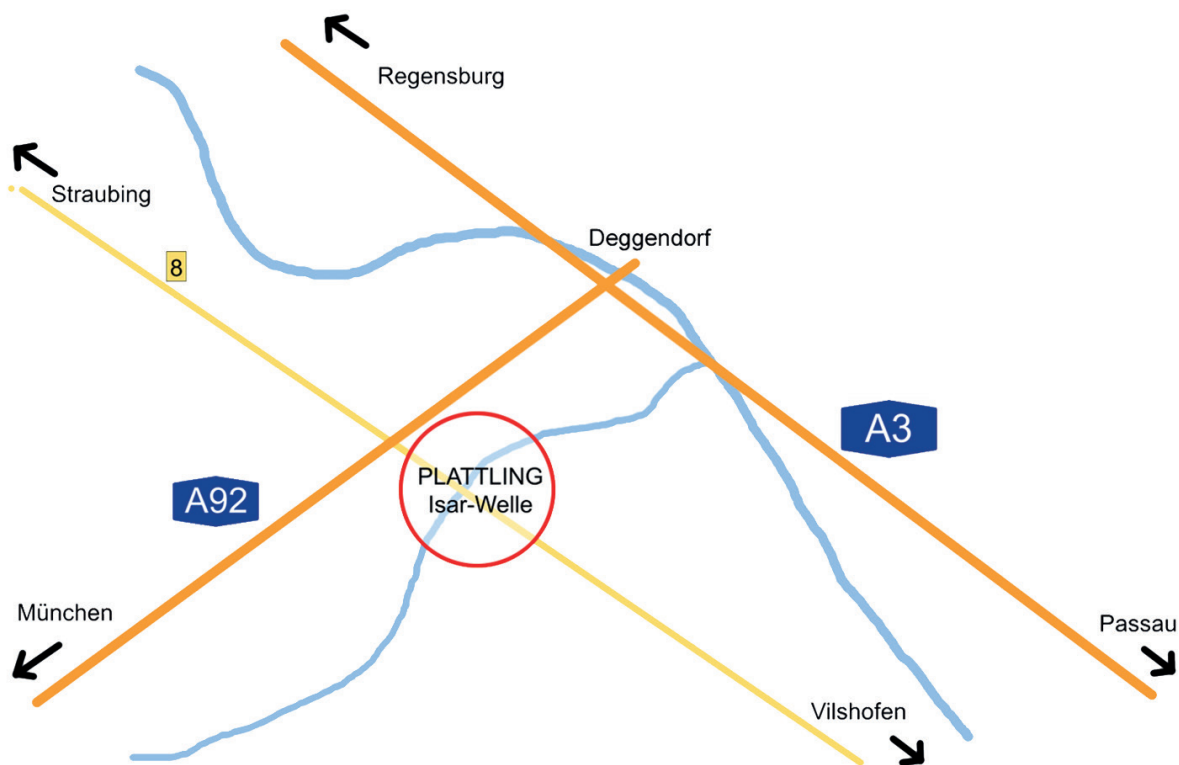 Regensburg
Straubing
Deggendorf
8
A3
PLATTLING
Isar-Welle
A92
München
Passau
Vilshofen